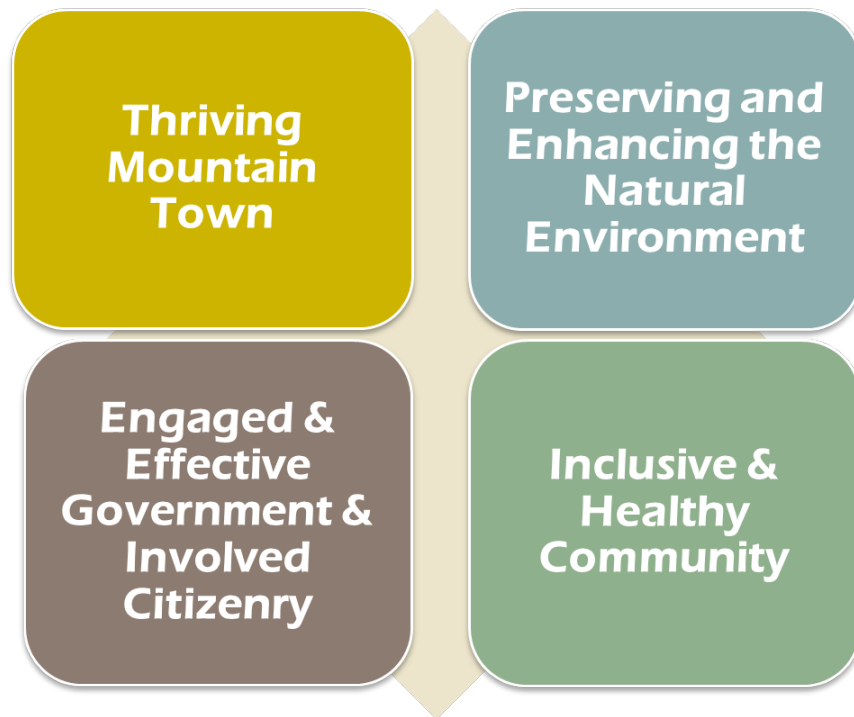 Thriving
Mountain
Town
Preserving and
Enhancing the
Natural
Environment
Engaged &
Effective
Government &
Involved
Citizenry
Inclusive &
Healthy
Community